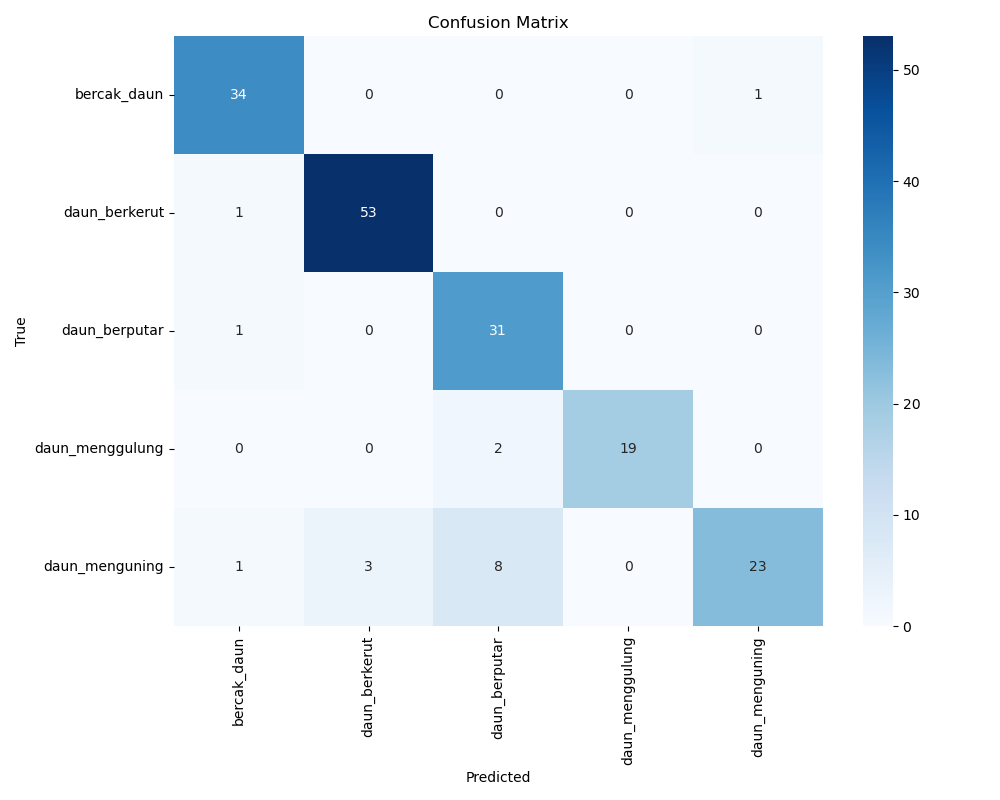 Confusion Matrix
True
bercak_daun 34 0 0 0 1
daun_berkerut 1 53 0 0 0
daun_berputar 1 0 31 0 0
daun_menggulung 0 0 2 19 0
daun_menguning 1 3 8 0 23
bercak_daun daun_berkerut daun_berputar daun_menggulung daun_menguning
Predicted
50
40
30
20
10
0